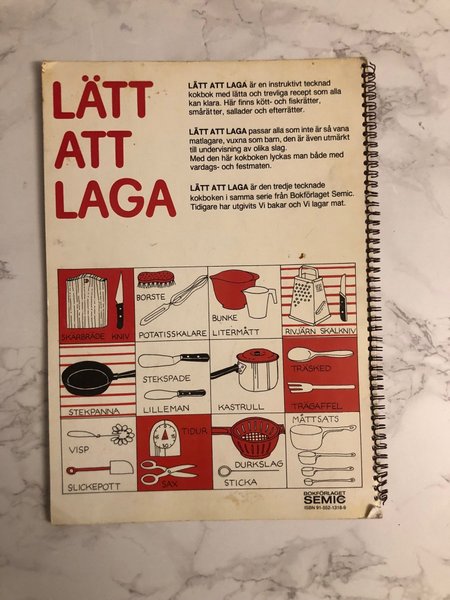 LÄTT
ATT
LAGA
LÄTT ATT LAGA är en instruktivt tecknad
kokbok med lätta och trevliga recept som alla
kan klara. Här finns kött- och fiskrätter,
smårätter, sallader och efterrätter.
LÄTT ATT LAGA passar alla som inte är så vana
matlagare, vuxna som barn, den är även utmärkt
till undervisning av olika slag.
Med den här kokboken lyckas man både med
vardags- och festmaten.
LÄTT ATT LAGA är den tredje tecknade
kokboken i samma serie från Bokförlaget Semic.
Tidigare har utgivits Vi bakar och Vi lagar mat.
SKÄRBRÄDE KNIV
BORSTE
POTATISSKALARE
BUNKE
LITERMÅTT
RIVJÄRN SKALKNIV
STEKPANNA
STEKSPADE
LILLEMAN
KASTRULL
TRÄSKED
TRÄGAFFEL
VISP
SLICKEPOTT
TIDUR
SAX
DURKSLAG
STICKA
MÅTTSATS
BOKFÖRLAGET
SEMIC
ISBN 91-552-1318-9